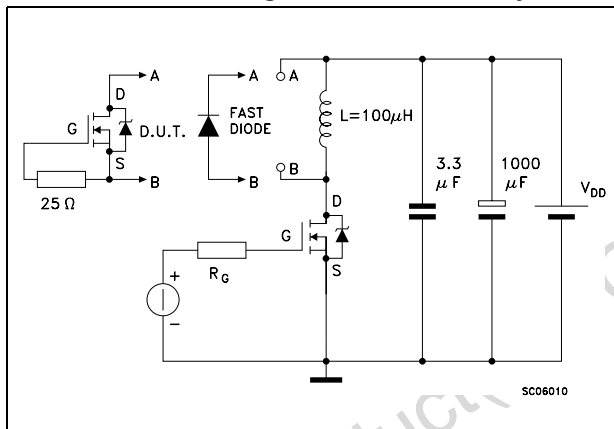 A
D
G
D.U.T.
S
B
25 Ω
A
FAST
DIODE
B
A
L=100μH
B
D
G
S
RG
+
−
3.3
μF
1000
μF
VDD
SC06010